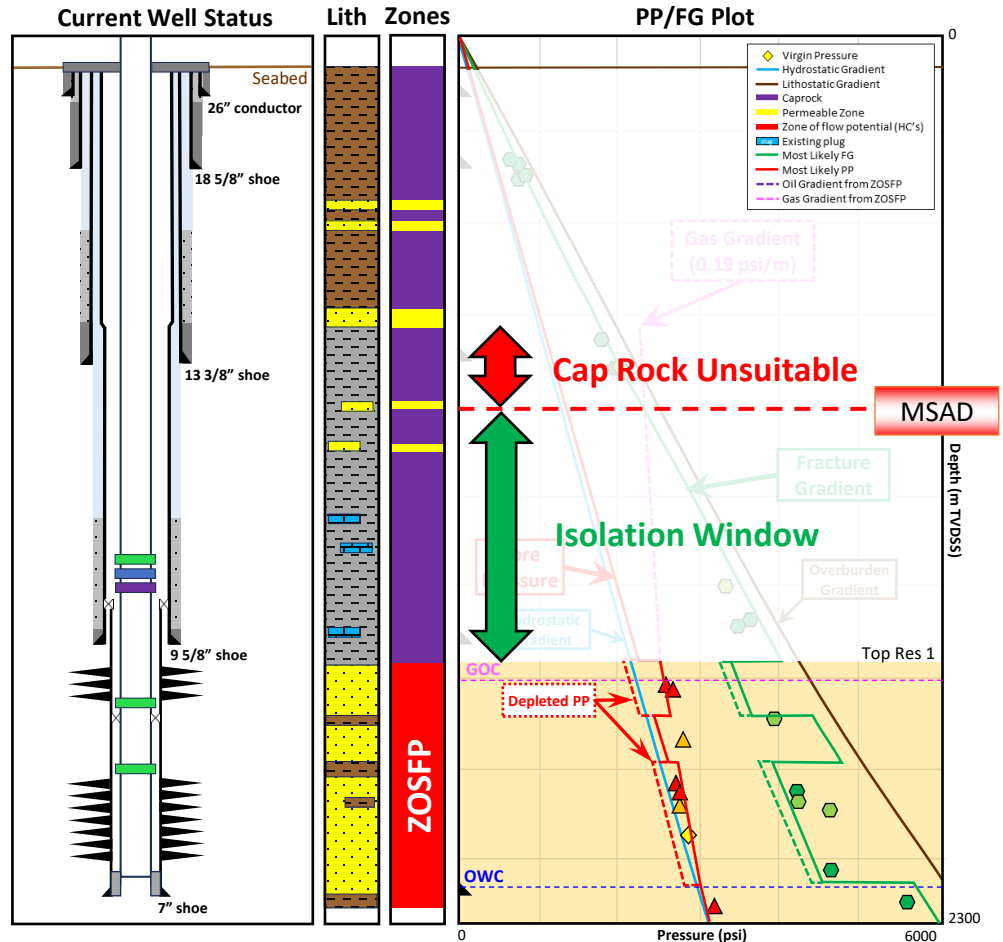 Current Well Status
Lith
Zones
PP/FG Plot
Seabed
26” conductor
18 5/8” shoe
13 3/8” shoe
9 5/8” shoe
7” shoe
ZOSFP
0
Virgin Pressure
Hydrostatic Gradient
Lithostatic Gradient
Caprock
Permeable Zone
Zone of flow potential (HC’s)
Existing plug
Most Likely FG
Most Likely PP
Oil Gradient from ZOSFP
Gas Gradient from ZOSFP
Gas Gradient
(0.19 psi/m)
Cap Rock Unsuitable
MSAD
Fracture
Gradient
Depth (m TVDSS)
Isolation Window
Pore
Pressure
Overburden
Gradient
Hydrostatic
Gradient
Top Res 1
GOC
Depleted PP
OWC
2300
0
Pressure (psi)
6000